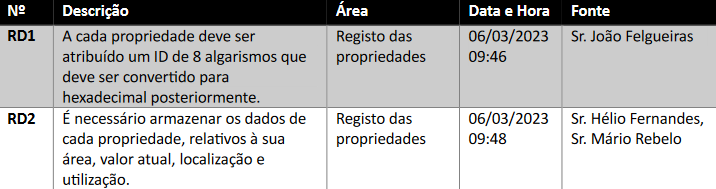 Nº Descrição Área Data e Hora Fonte
RD1 A cada propriedade deve ser Registo das 06/03/2023 Sr. João Felgueiras
atribuído um ID de 8 algarismos que propriedades 09:46
deve ser convertido para
hexadecimal posteriormente.
RD2 É necessário armazenar os dados de Registo das 06/03/2023 Sr. Hélio Fernandes,
cada propriedade, relativos à sua propriedades 09:48 Sr. Mário Rebelo
área, valor atual, localização e
utilização.